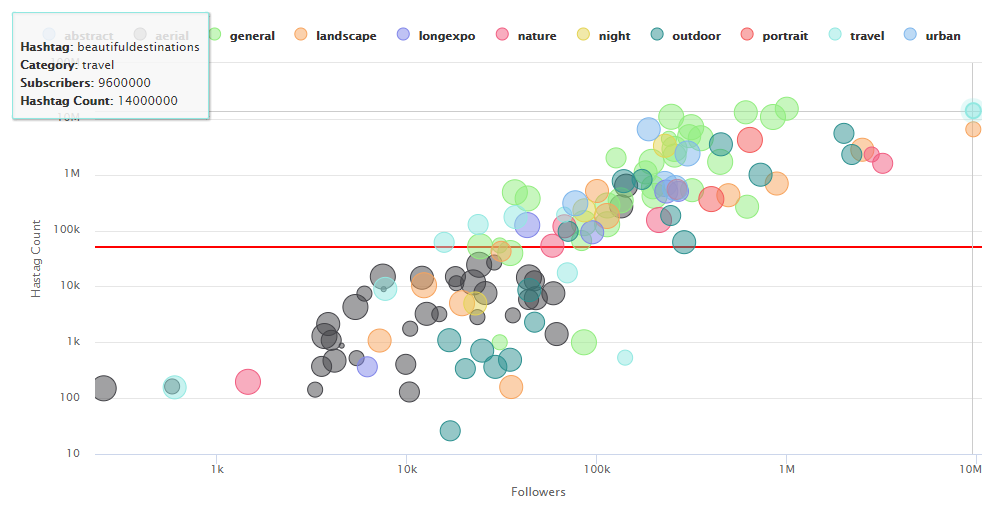 abstract aerial general landscape longexpo nature night outdoor portrait travel urban
Hashtag: beautifuldestinations
Category: travel
Subscribers: 9600000
Hashtag Count: 14000000
100M
10M
1M
100k
10k
1k
100
10
Hastag Count
1k 10k 100k 1M 10M
Followers